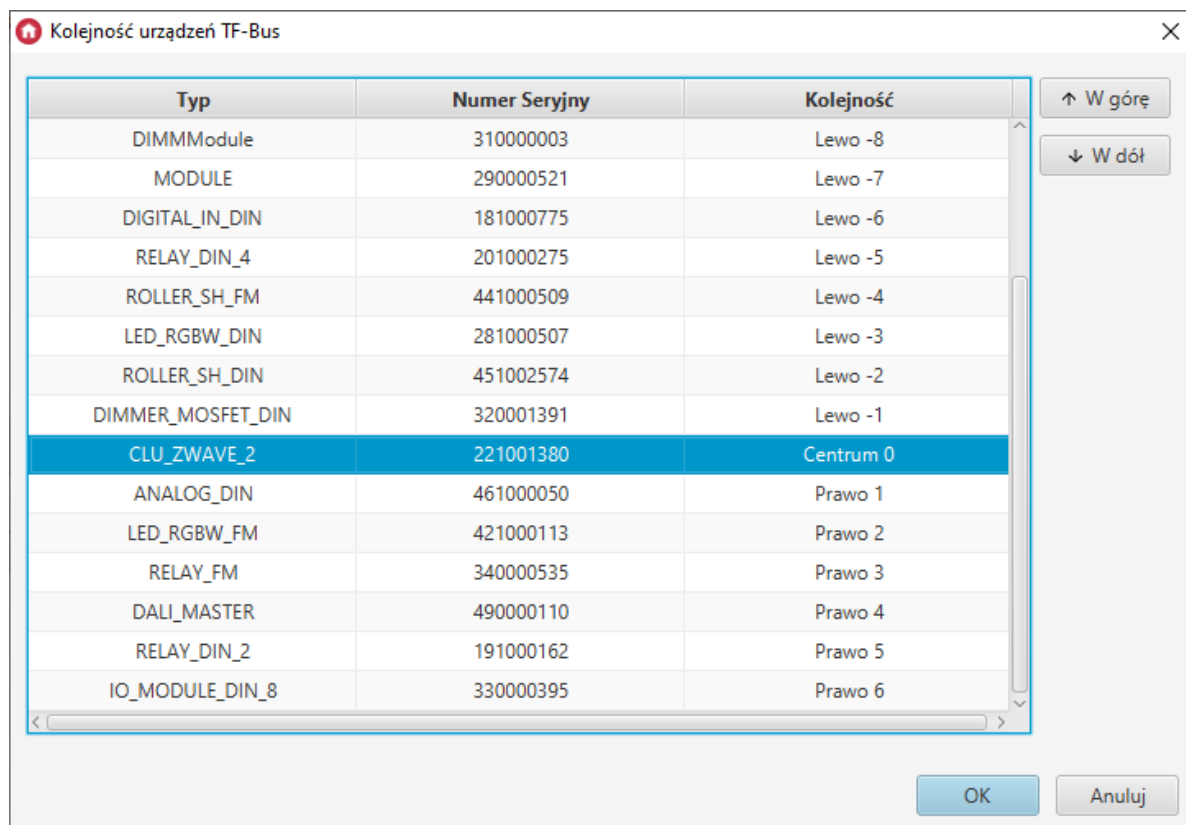 Kolejność urządzeń TF-Bus
Typ Numer Seryjny Kolejność
DIMMModule 310000003 Lewo -8
MODULE 290000521 Lewo -7
DIGITAL_IN_DIN 181000775 Lewo -6
RELAY_DIN_4 201000275 Lewo -5
ROLLER_SH_FM 441000509 Lewo -4
LED_RGBW_DIN 281000507 Lewo -3
ROLLER_SH_DIN 451002574 Lewo -2
DIMMER_MOSFET_DIN 320001391 Lewo -1
CLU_ZWAVE_2 221001380 Centrum 0
ANALOG_DIN 461000050 Prawo 1
LED_RGBW_FM 421000113 Prawo 2
RELAY_FM 340000535 Prawo 3
DALI_MASTER 490000110 Prawo 4
RELAY_DIN_2 191000162 Prawo 5
IO_MODULE_DIN_8 330000395 Prawo 6
↑ W górę
↓ W dół
OK Anuluj